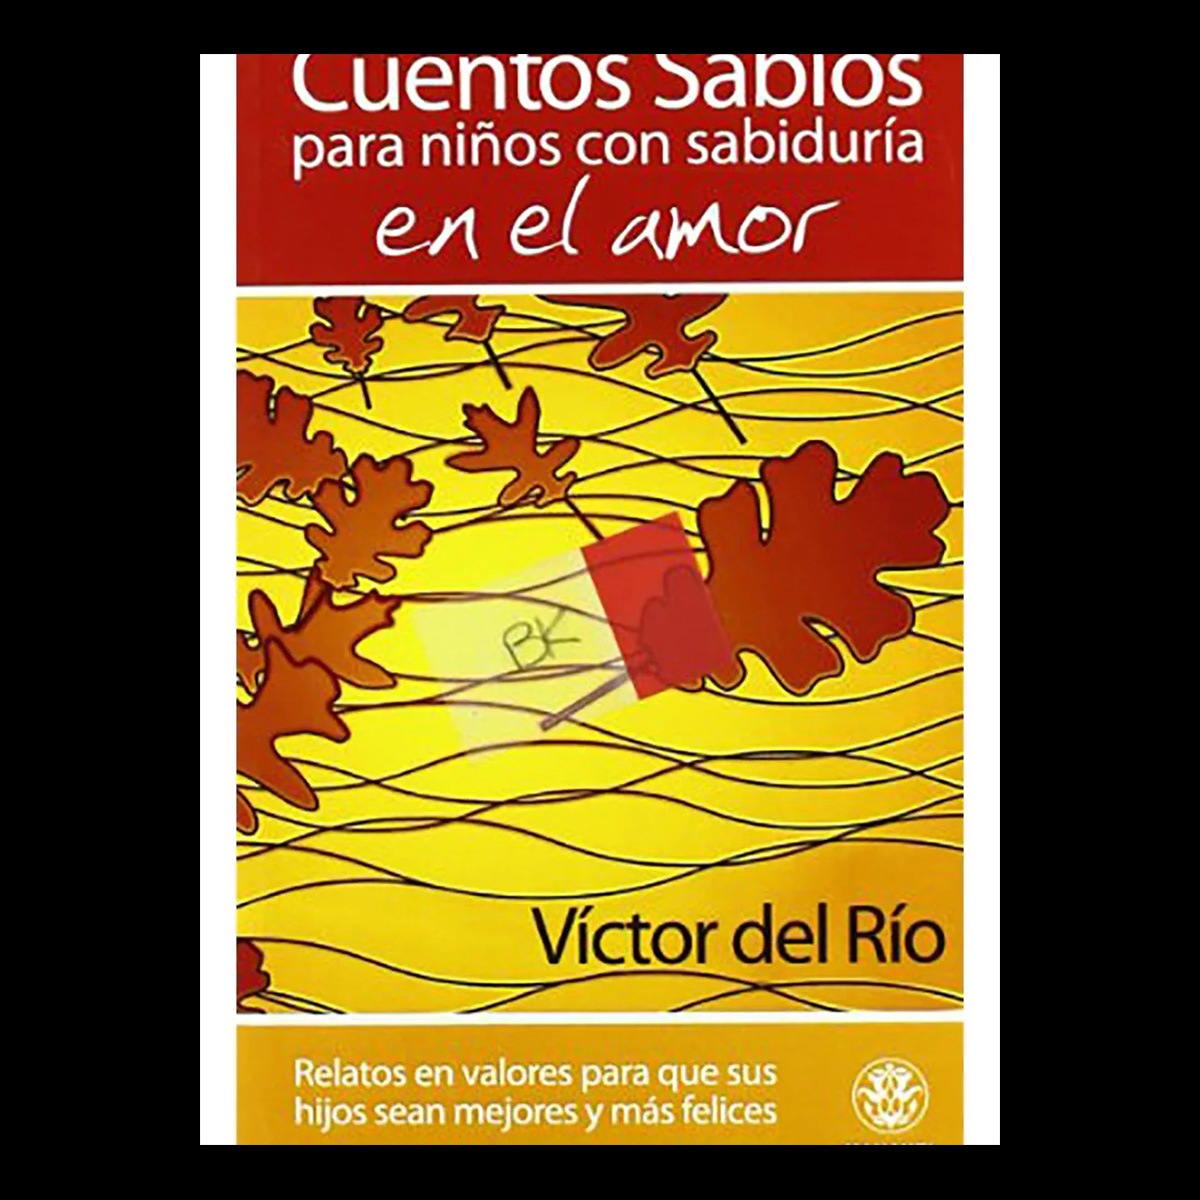 Cuentos Sabios
para niños con sabiduría
en el amor
BK
Víctor del Río
Relatos en valores para que sus
hijos sean mejores y más felices